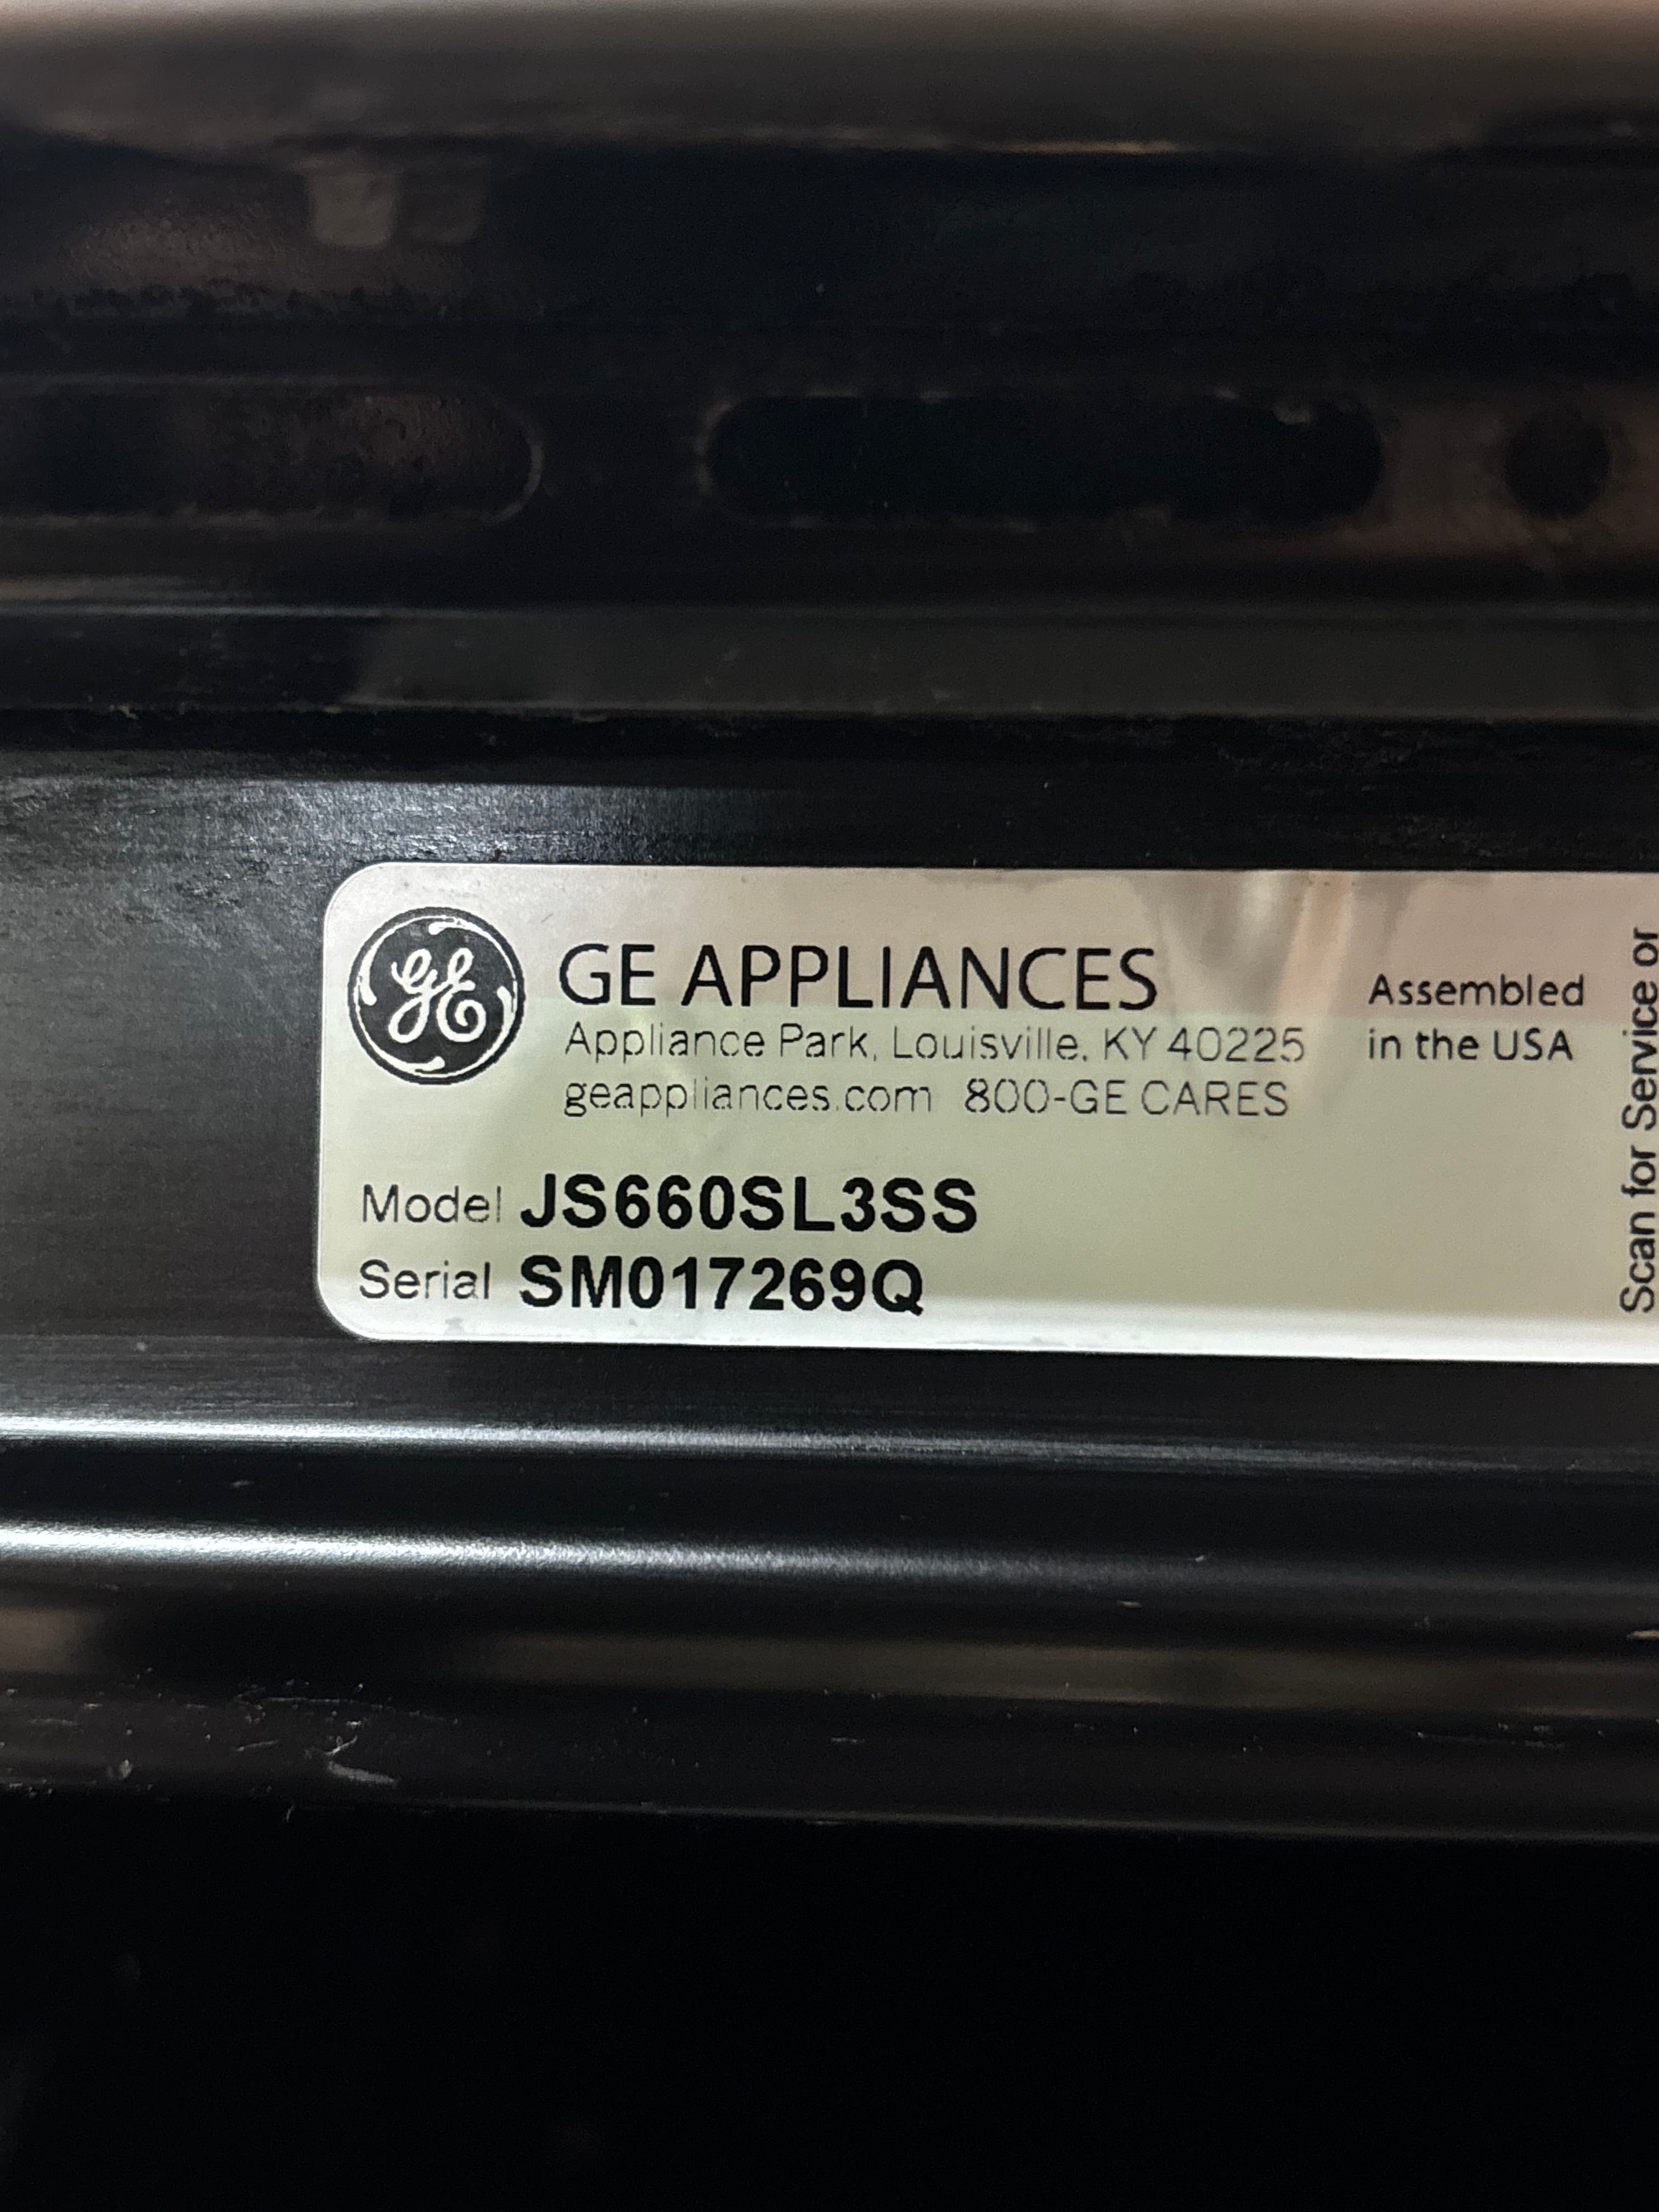 GE
GE APPLIANCES
Appliance Park, Louisville, KY 40225
geappliances.com 800-GE CARES
Assembled
in the USA
Model JS660SL3SS
Serial SM017269Q
Scan for Service or